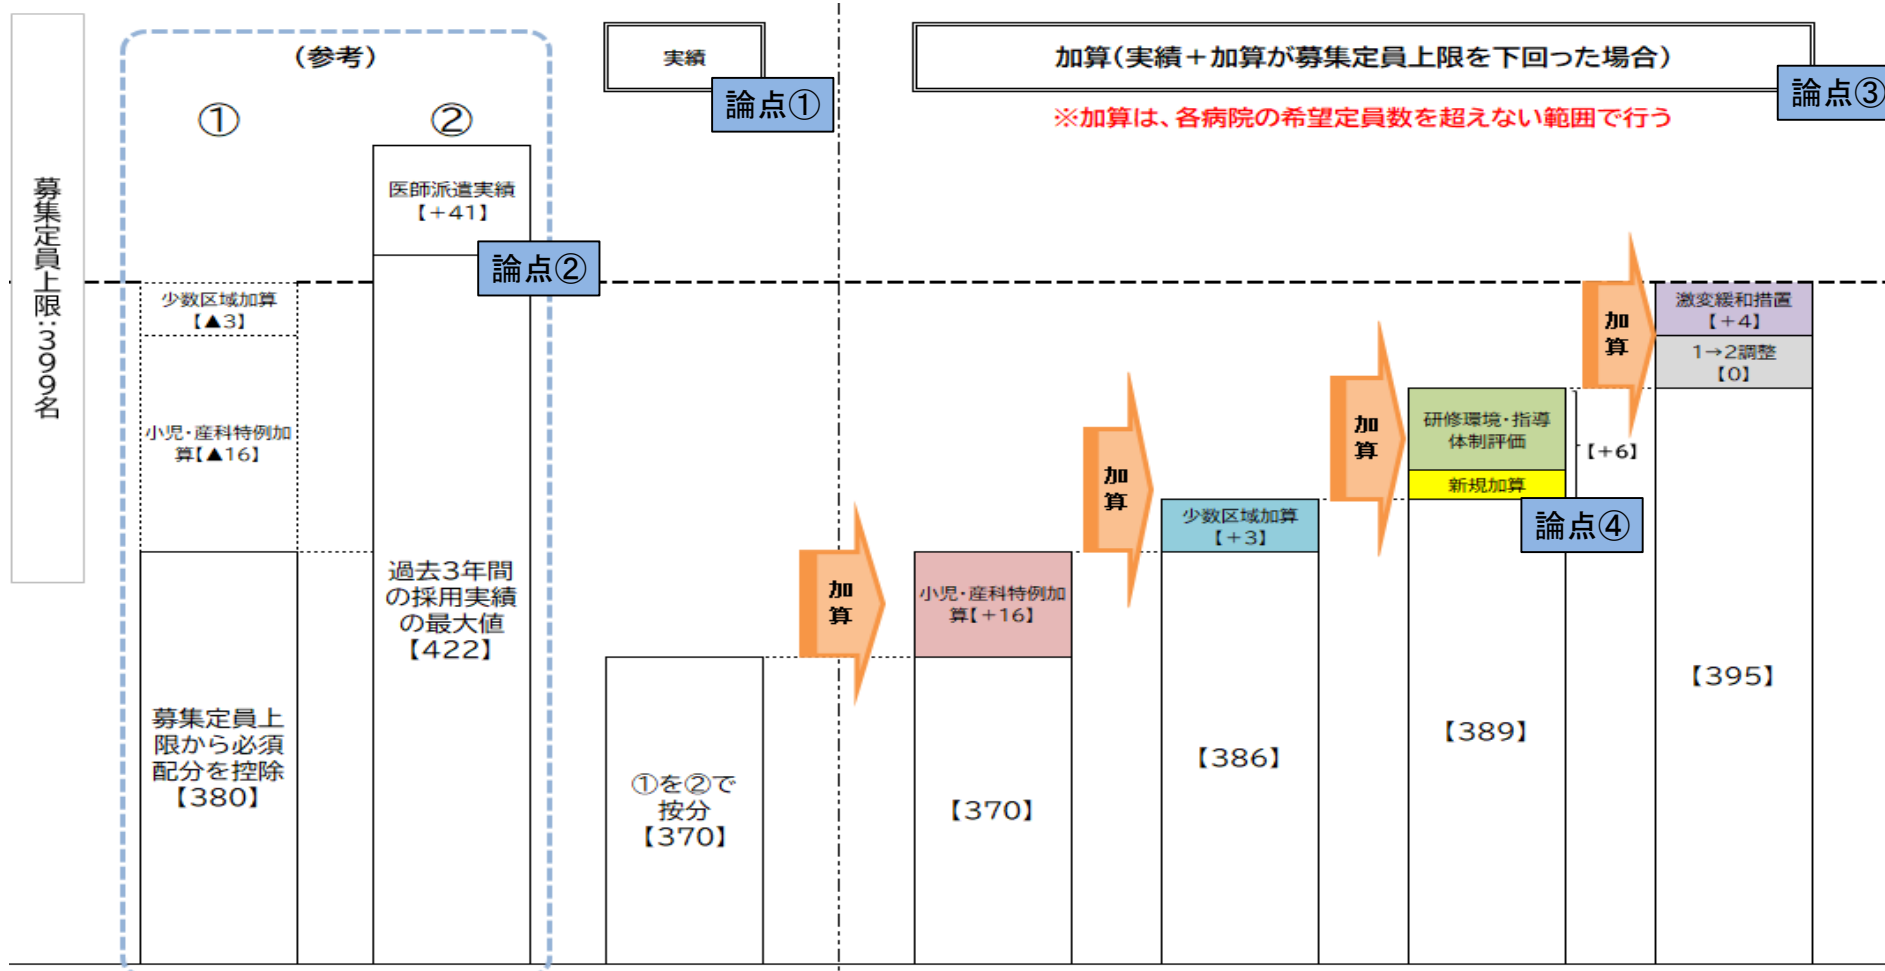 募集定員上限:399名
(参考)
①
②
少数区域加算
【▲3】
小児・産科特例加
算【▲16】
募集定員上
限から必須
配分を控除
【380】
医師派遣実績
【+41】
論点②
過去3年間
の採用実績
の最大値
【422】
実績
論点①
①を②で
按分
【370】
加算(実績+加算が募集定員上限を下回った場合)
論点③
※加算は、各病院の希望定員数を超えない範囲で行う
加
算
小児・産科特例加
算【+16】
【370】
加
算
少数区域加算
【+3】
【386】
加
算
研修環境・指導
体制評価
新規加算
【+6】
論点④
【389】
加
算
激変緩和措置
【+4】
1→2調整
【0】
【395】